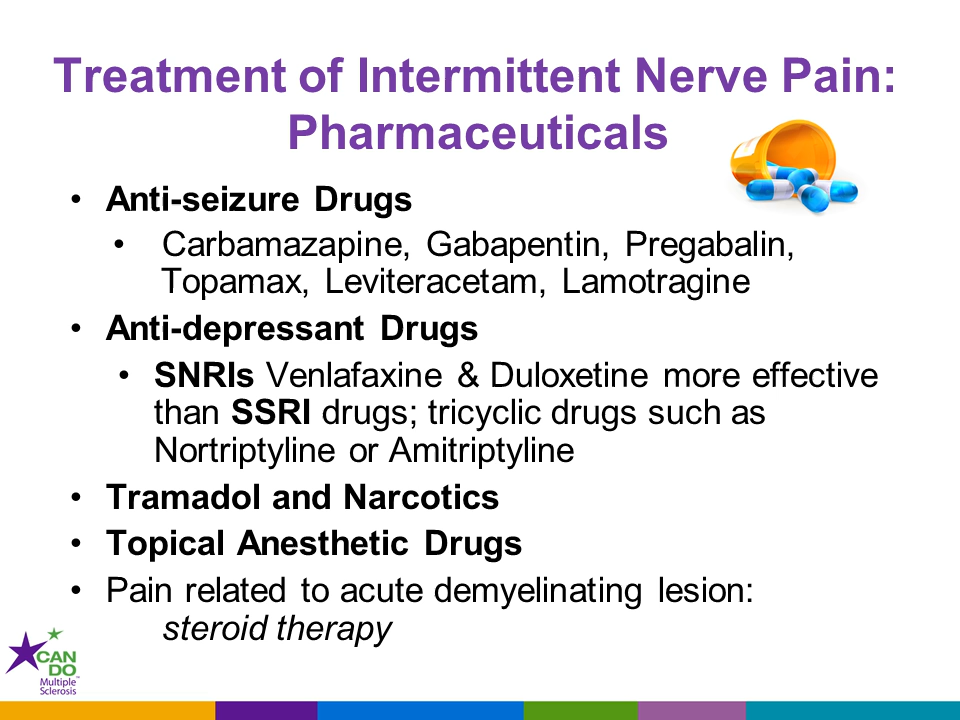 Treatment of Intermittent Nerve Pain:
Pharmaceuticals
• Anti-seizure Drugs
• Carbamazapine, Gabapentin, Pregabalin,
Topamax, Leviteracetam, Lamotragine
• Anti-depressant Drugs
• SNRIs Venlafaxine & Duloxetine more effective
than SSRI drugs; tricyclic drugs such as
Nortriptyline or Amitriptyline
• Tramadol and Narcotics
• Topical Anesthetic Drugs
• Pain related to acute demyelinating lesion:
steroid therapy
CAN
DO™
Multiple
Sclerosis